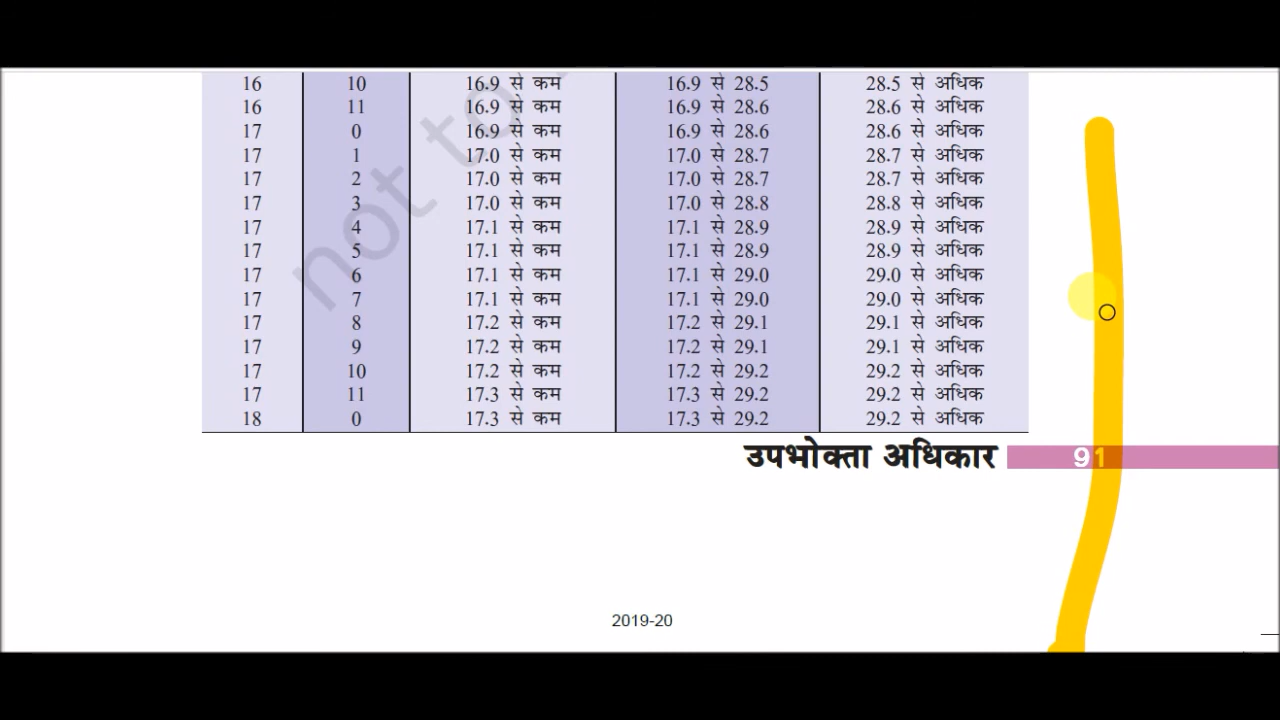 16 10 16.9 से कम 16.9 से 28.5 28.5 से अधिक
16 11 16.9 से कम 16.9 से 28.6 28.6 से अधिक
17 0 16.9 से कम 16.9 से 28.6 28.6 से अधिक
17 1 17.0 से कम 17.0 से 28.7 28.7 से अधिक
17 2 17.0 से कम 17.0 से 28.7 28.7 से अधिक
17 3 17.0 से कम 17.0 से 28.8 28.8 से अधिक
17 4 17.1 से कम 17.1 से 28.9 28.9 से अधिक
17 5 17.1 से कम 17.1 से 28.9 28.9 से अधिक
17 6 17.1 से कम 17.1 से 29.0 29.0 से अधिक
17 7 17.1 से कम 17.1 से 29.0 29.0 से अधिक
17 8 17.2 से कम 17.2 से 29.1 29.1 से अधिक
17 9 17.2 से कम 17.2 से 29.1 29.1 से अधिक
17 10 17.2 से कम 17.2 से 29.2 29.2 से अधिक
17 11 17.3 से कम 17.3 से 29.2 29.2 से अधिक
18 0 17.3 से कम 17.3 से 29.2 29.2 से अधिक
not to
उपभोक्ता अधिकार 91
2019-20